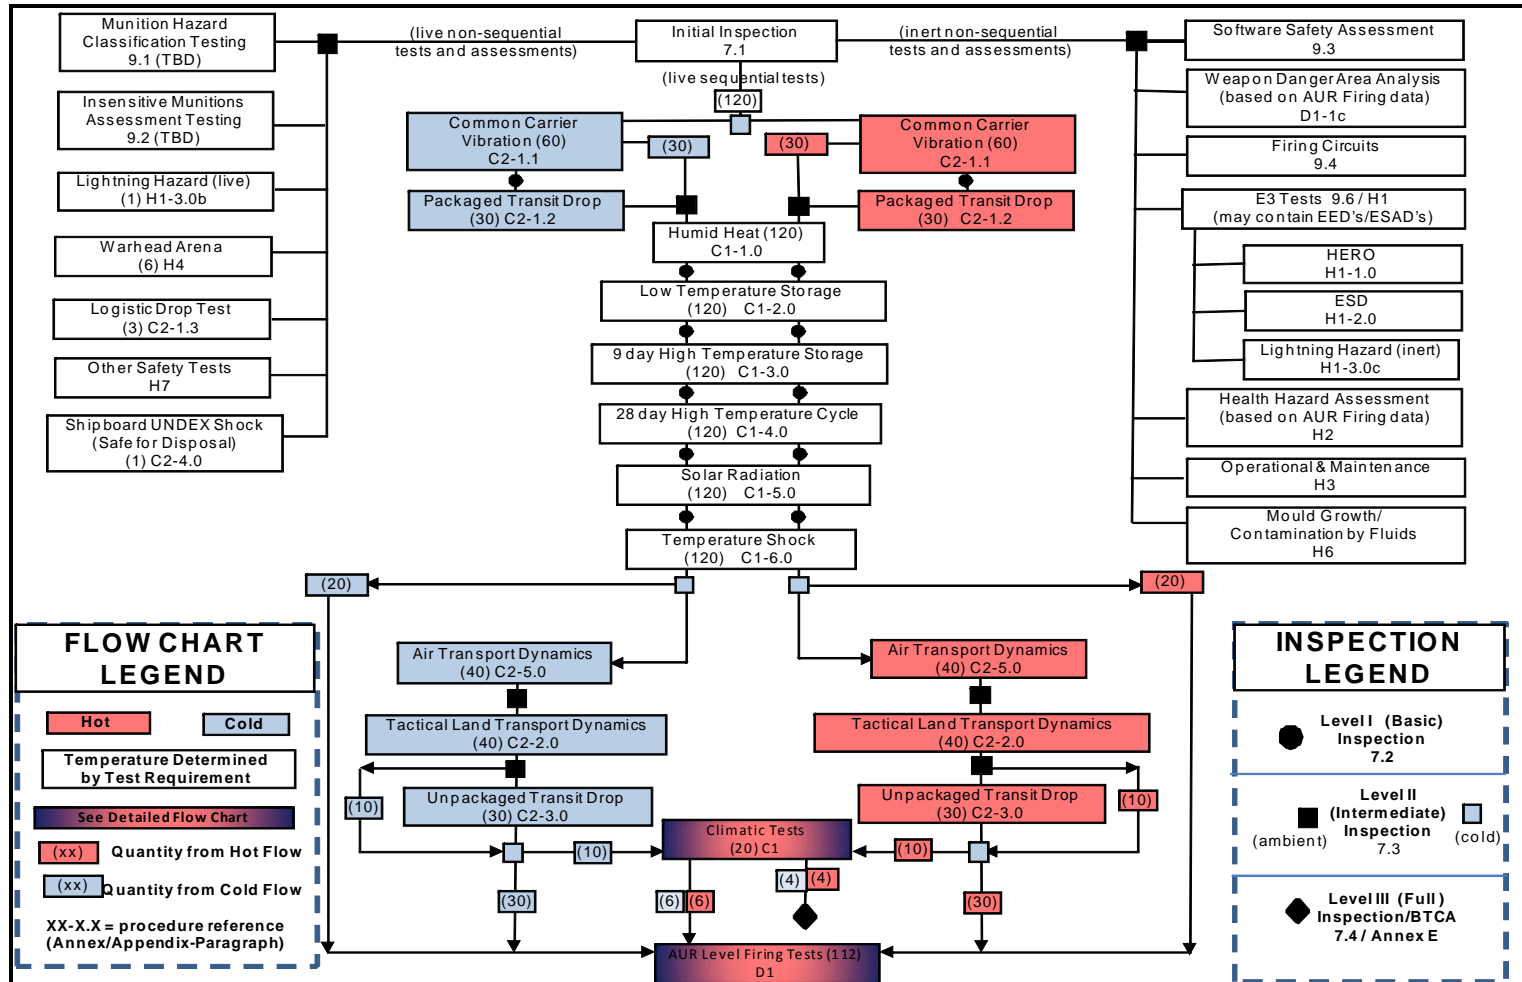 Munition Hazard
Classification Testing
9.1 (TBD)
(live non-sequential
tests and assessments)
Initial Inspection
7.1
(inert non-sequential
tests and assessments)
Software Safety Assessment
9.3
(live sequential tests)
(120)
Insensitive Munitions
Assessment Testing
9.2 (TBD)
Common Carrier
Vibration (60)
C2-1.1
(30)
(30)
Common Carrier
Vibration (60)
C2-1.1
Weapon Danger Area Analysis
(based on AUR Firing data)
D1-1c
Firing Circuits
9.4
Lightning Hazard (live)
(1) H1-3.0b
Packaged Transit Drop
(30) C2-1.2
Packaged Transit Drop
(30) C2-1.2
E3 Tests 9.6 / H1
(may contain EED's/ESAD's)
Humid Heat (120)
C1-1.0
Warhead Arena
(6) H4
HERO
H1-1.0
Low Temperature Storage
(120) C1-2.0
ESD
H1-2.0
Logistic Drop Test
(3) C2-1.3
9 day High Temperature Storage
(120) C1-3.0
Lightning Hazard (inert)
H1-3.0c
Other Safety Tests
H7
28 day High Temperature Cycle
(120) C1-4.0
Health Hazard Assessment
(based on AUR Firing data)
H2
Shipboard UNDEX Shock
(Safe for Disposal)
(1) C2-4.0
Solar Radiation
(120) C1-5.0
Operational & Maintenance
H3
Temperature Shock
(120) C1-6.0
Mould Growth/
Contamination by Fluids
H6
(20)
(20)
FLOW CHART
LEGEND
Hot
Cold
Temperature Determined
by Test Requirement
See Detailed Flow Chart
(xx)
Quantity from Hot Flow
(xx)
Quantity from Cold Flow
XX-X.X = procedure reference
(Annex/Appendix-Paragraph)
Air Transport Dynamics
(40) C2-5.0
Air Transport Dynamics
(40) C2-5.0
Tactical Land Transport Dynamics
(40) C2-2.0
Tactical Land Transport Dynamics
(40) C2-2.0
(10)
Unpackaged Transit Drop
(30) C2-3.0
Unpackaged Transit Drop
(30) C2-3.0
(10)
(10)
Climatic Tests
(20) C1
(10)
(30)
(6)
(6)
(4)
(4)
(30)
AUR Level Firing Tests (112)
D1
INSPECTION
LEGEND
Level I (Basic)
Inspection
7.2
Level II
(Intermediate)
Inspection
7.3
(ambient)
(cold)
Level III (Full)
Inspection/BTCA
7.4 / Annex E